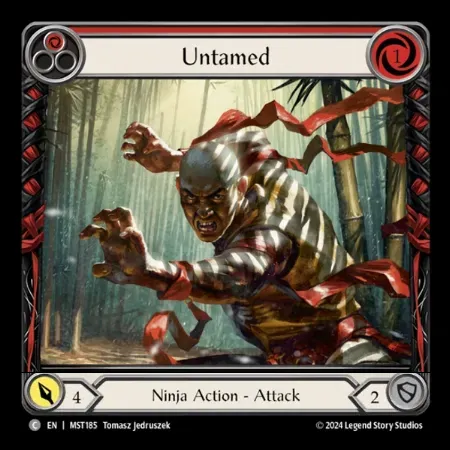 Untamed
1
4
Ninja Action - Attack
2
C EN | MST185 Tomasz Jedruszek
© 2024 Legend Story Studios